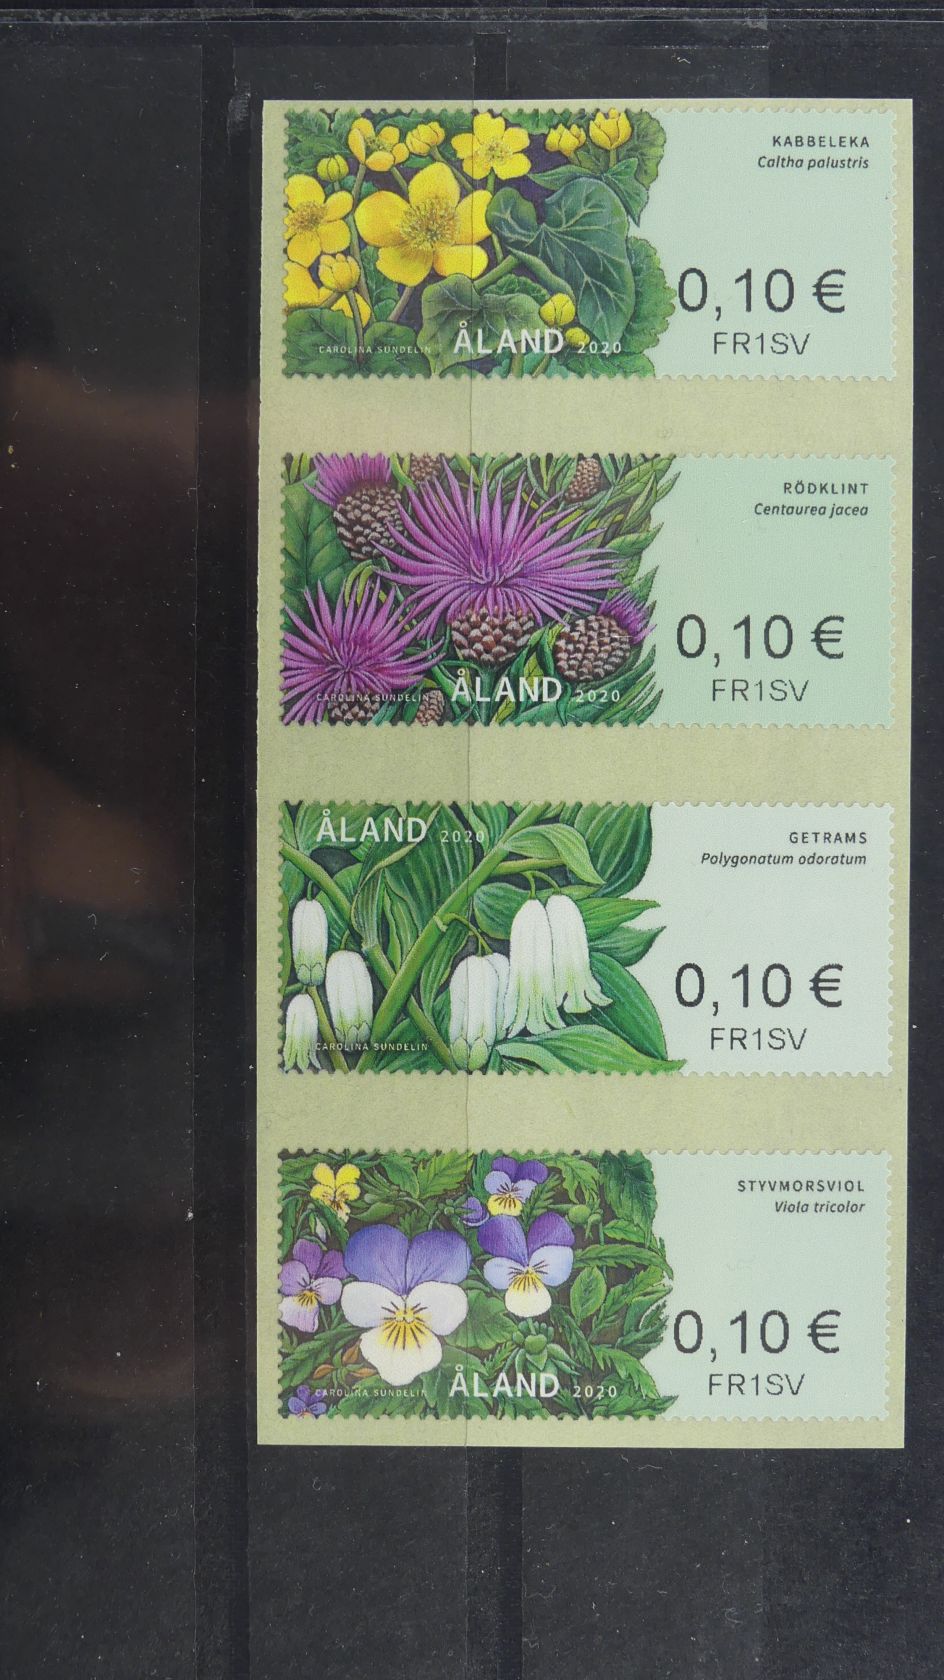 KABBELEKA
Caltha palustris
0,10 €
FR1SV
CAROLINA SUNDELIN
ÅLAND 2020
RÖDKLINT
Centaurea jacea
0,10 €
FR1SV
CAROLINA SUNDELIN
ÅLAND 2020
ÅLAND 2020
GETRAMS
Polygonatum odoratum
0,10 €
FR1SV
CAROLINA SUNDELIN
STYVMORSVIOL
Viola tricolor
0,10 €
FR1SV
CAROLINA SUNDELIN
ÅLAND 2020